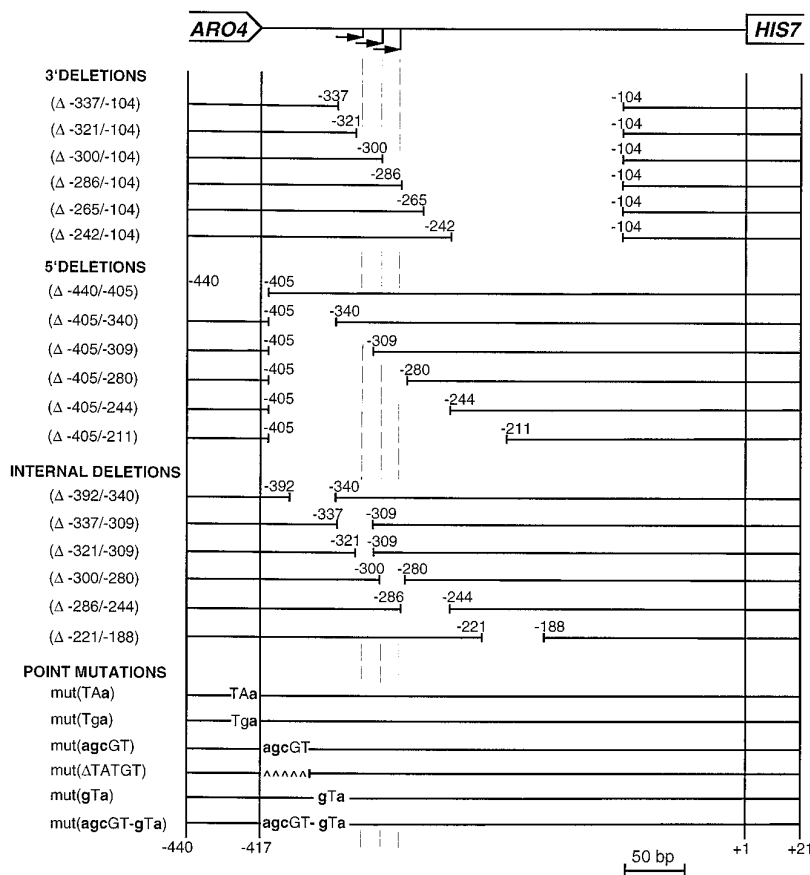 ARO4 HIS7
3'DELETIONS
(Δ -337/-104) -337 -104
(Δ -321/-104) -321 -104
(Δ -300/-104) -300 -104
(Δ -286/-104) -286 -104
(Δ -265/-104) -265 -104
(Δ -242/-104) -242 -104
5'DELETIONS
(Δ -440/-405) -440 -405
(Δ -405/-340) -405 -340
(Δ -405/-309) -405 -309
(Δ -405/-280) -405 -280
(Δ -405/-244) -405 -244
(Δ -405/-211) -405 -211
INTERNAL DELETIONS
(Δ -392/-340) -392 -340
(Δ -337/-309) -337 -309
(Δ -321/-309) -321 -309
(Δ -300/-280) -300 -280
(Δ -286/-244) -286 -244
(Δ -221/-188) -221 -188
POINT MUTATIONS
mut(TAa) TAa
mut(Tga) Tga
mut(agcGT) agcGT
mut(ΔTATGT) ^^^^^
mut(gTa) gTa
mut(agcGT-gTa) agcGT- gTa
-440 -417 +1 +21
50 bp